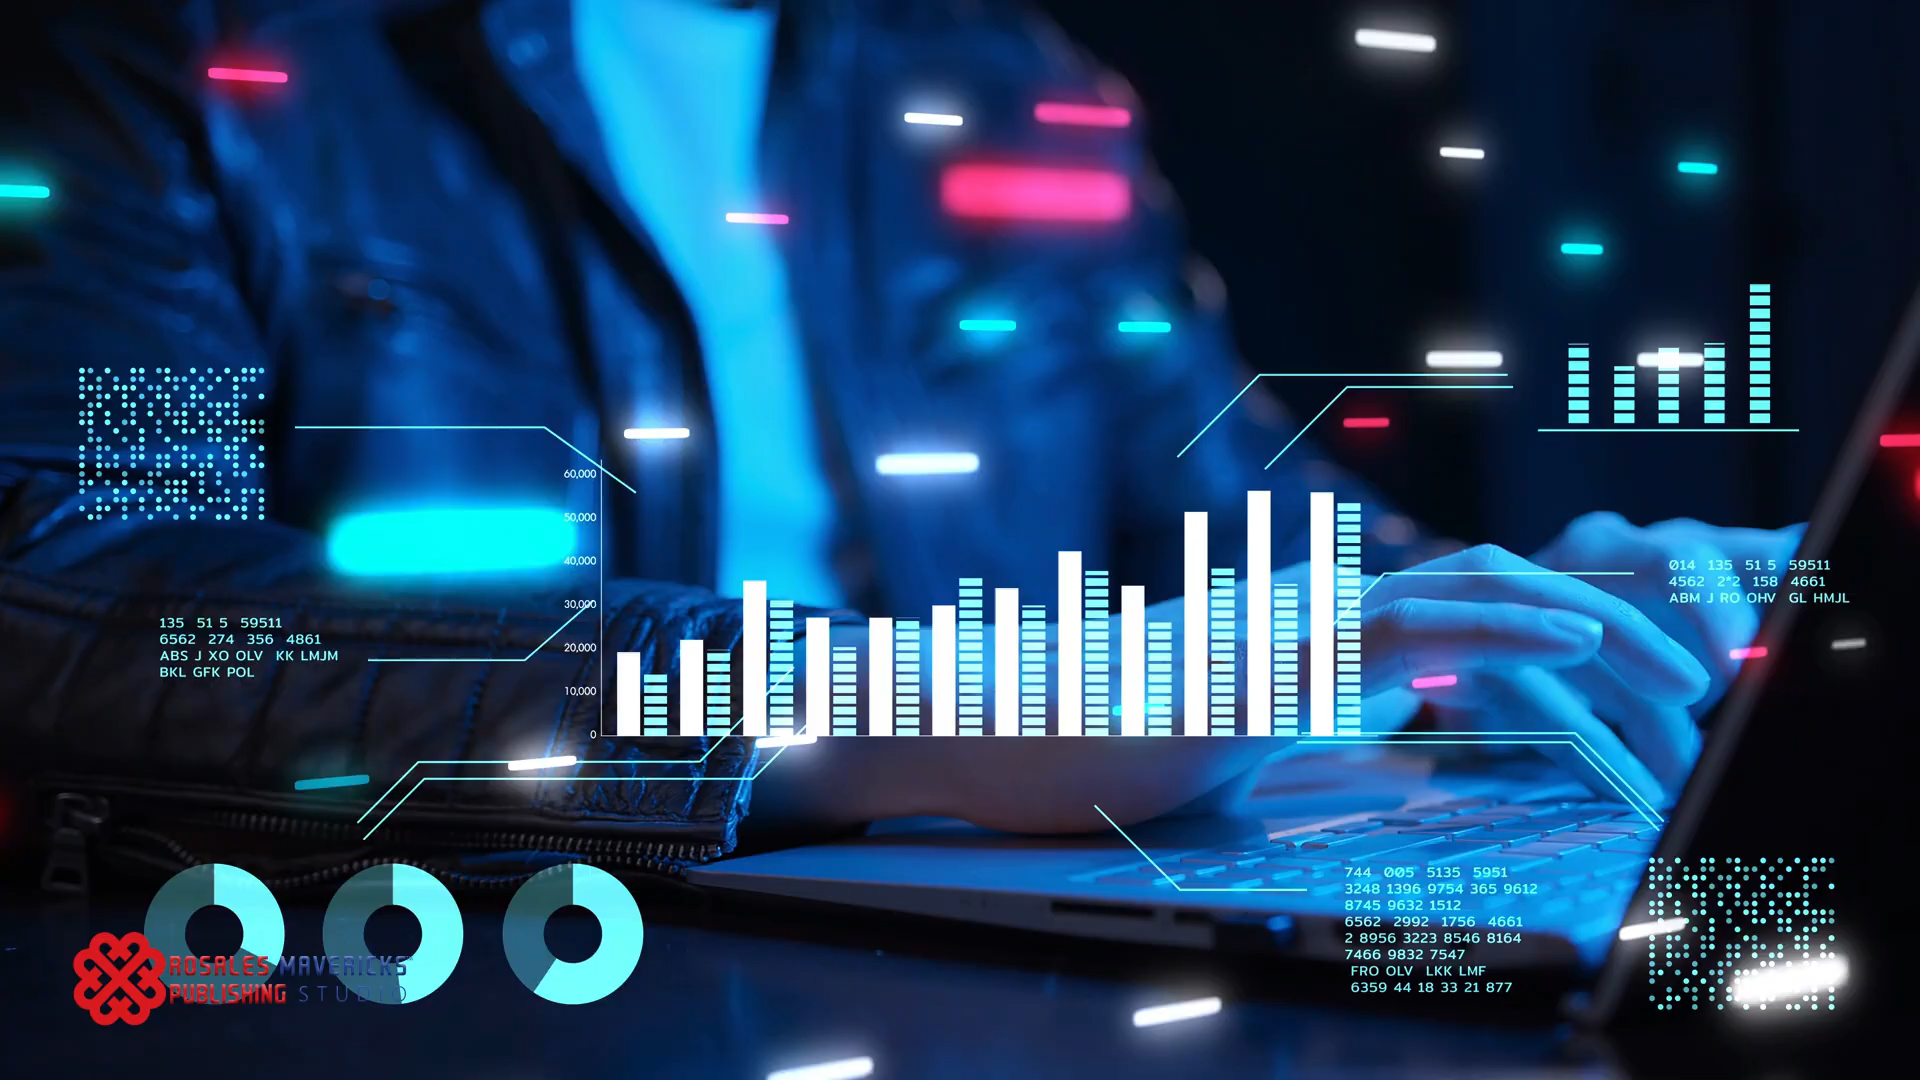 60,000
50,000
40,000
30,000
20,000
10,000
0
014 135 51 5 59511
4562 2*2 158 4661
ABM J RO OHV GL HMJL
135 51 5 59511
6562 274 356 4861
ABS J XO OLV KK LMJM
BKL GFK POL
744 005 5135 5951
3248 1396 9754 365 9612
8745 9632 1512
6562 2992 1756 4661
2 8956 3223 8546 8164
7466 9832 7547
FRO OLV LKK LMF
6359 44 18 33 21 877
ROSALES MAVERICKS
PUBLISHING STUDIO